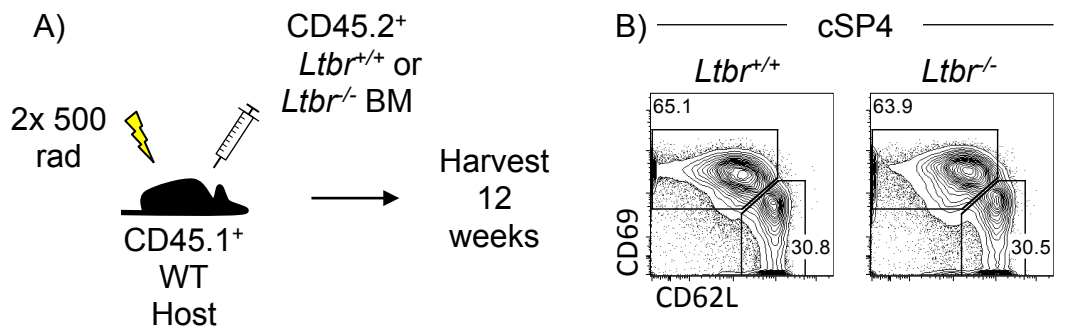 A)
CD45.2+
Ltbr+/+ or
Ltbr-/- BM
2x 500
rad
Harvest
12
weeks
CD45.1+
WT
Host
B)
cSP4
Ltbr+/+
Ltbr-/-
65.1
30.8
63.9
30.5
CD69
CD62L